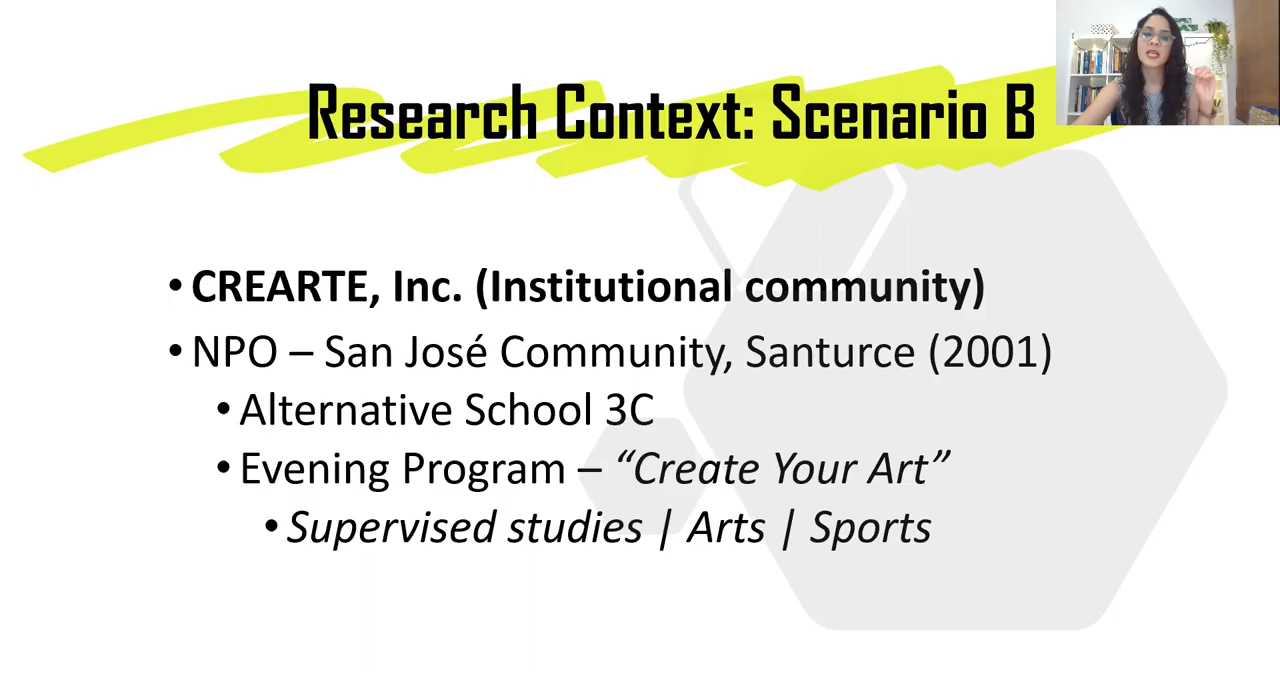 Research Context: Scenario B
• CREARTE, Inc. (Institutional community)
• NPO – San José Community, Santurce (2001)
• Alternative School 3C
• Evening Program – “Create Your Art”
• Supervised studies | Arts | Sports